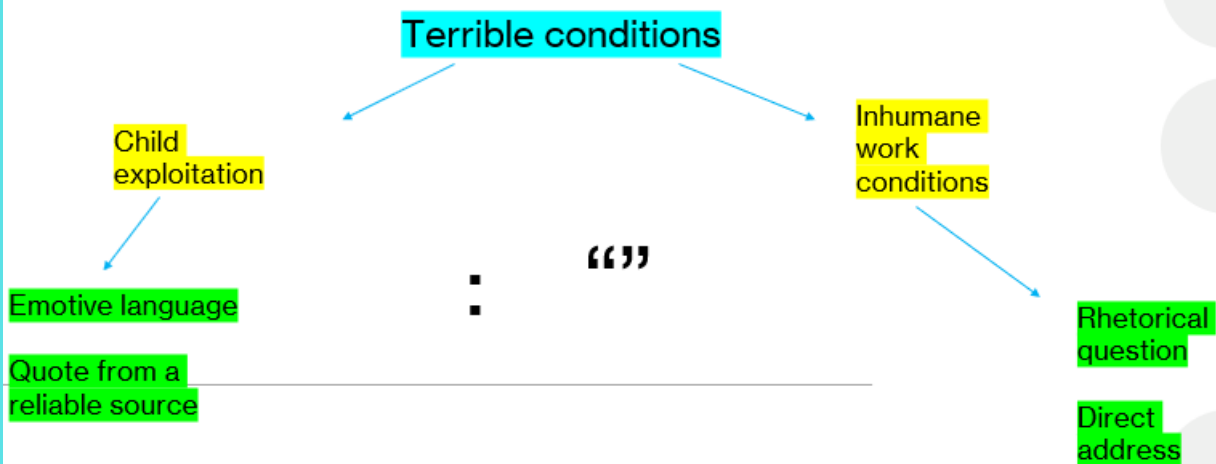 Terrible conditions
Child
exploitation
Inhumane
work
conditions
: “”
Emotive language
Quote from a
reliable source
Rhetorical
question
Direct
address